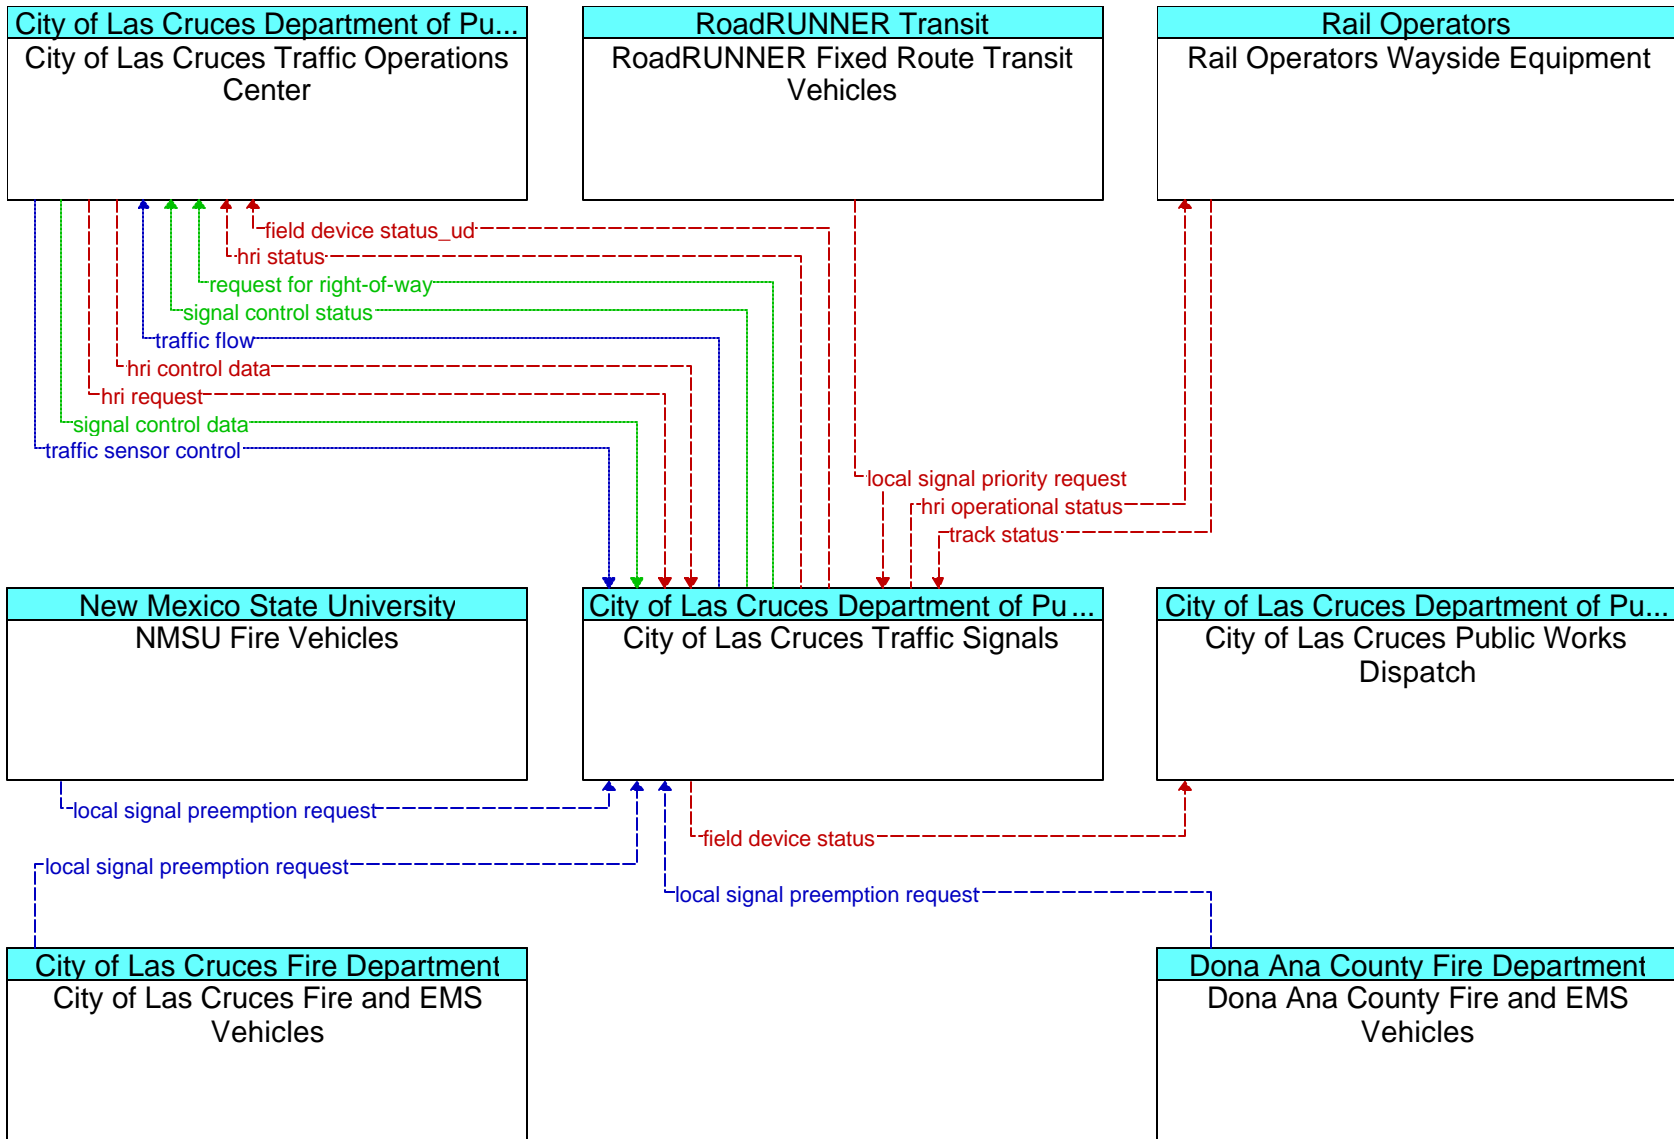 City of Las Cruces Department of Pu...
City of Las Cruces Traffic Operations
Center
RoadRUNNER Transit
RoadRUNNER Fixed Route Transit
Vehicles
Rail Operators
Rail Operators Wayside Equipment
field device status_ud
hri status
request for right-of-way
signal control status
traffic flow
hri control data
hri request
signal control data
traffic sensor control
local signal priority request
hri operational status
track status
New Mexico State University
NMSU Fire Vehicles
City of Las Cruces Department of Pu...
City of Las Cruces Traffic Signals
City of Las Cruces Department of Pu...
City of Las Cruces Public Works
Dispatch
local signal preemption request
field device status
local signal preemption request
local signal preemption request
City of Las Cruces Fire Department
City of Las Cruces Fire and EMS
Vehicles
Dona Ana County Fire Department
Dona Ana County Fire and EMS
Vehicles